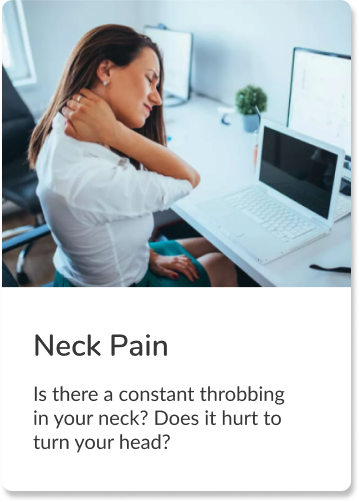 Neck Pain
Is there a constant throbbing
in your neck? Does it hurt to
turn your head?